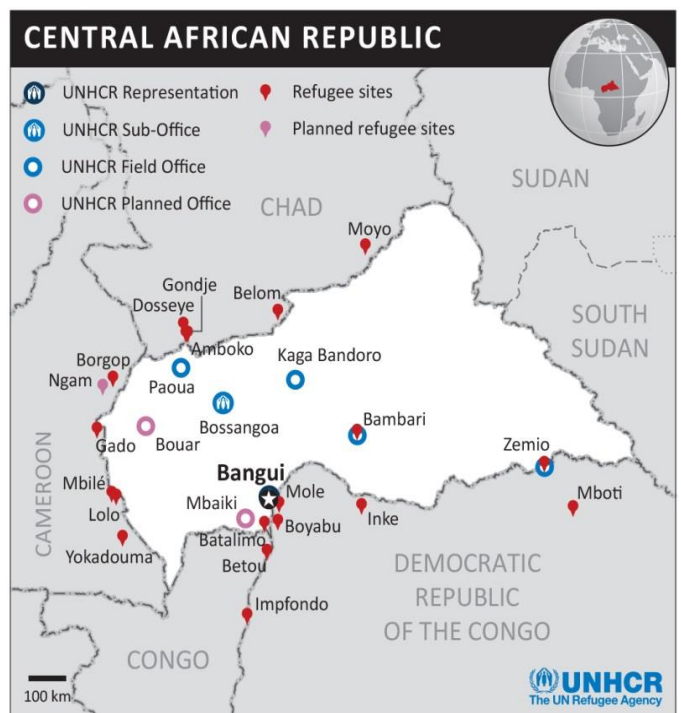 CENTRAL AFRICAN REPUBLIC
UNHCR Representation
UNHCR Sub-Office
UNHCR Field Office
UNHCR Planned Office
Refugee sites
Planned refugee sites
SUDAN
CHAD
Moyo
Gondje
Dosseye
Belom
SOUTH
SUDAN
Amboko
Kaga Bandoro
Borgop
Ngam
Paoua
Bossangoa
Bambari
Gado
Bouar
Zemio
CAMEROON
Bangui
Mbilé
Mbaiki
Mole
Mboti
Lolo
Boyabu
Inke
Batalimo
Yokadouma
Betou
DEMOCRATIC
REPUBLIC
OF THE CONGO
Impfondo
CONGO
100 km
UNHCR
The UN Refugee Agency